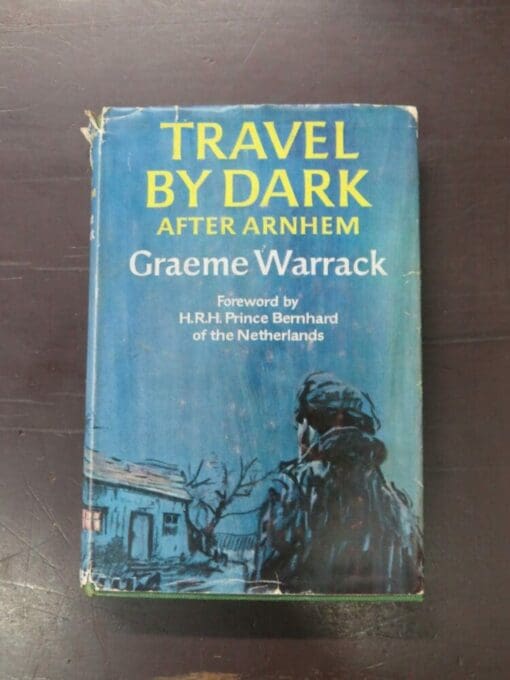 TRAVEL
BY DARK
AFTER ARNHEM
Graeme Warrack
Foreword by
H.R.H. Prince Bernhard
of the Netherlands